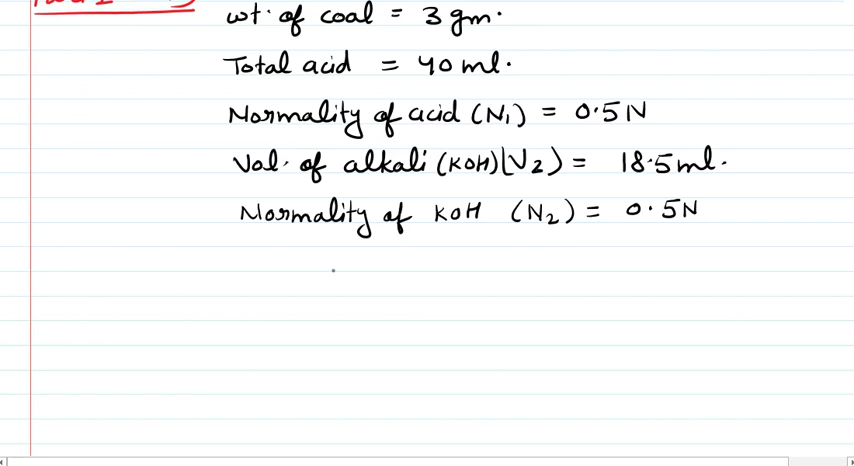 wt. of coal = 3 gm.
Total acid = 40 ml.
Normality of acid (N₁) = 0.5 N
Vol. of alkali (KOH) (V₂) = 18.5 ml.
Normality of KOH (N₂) = 0.5 N